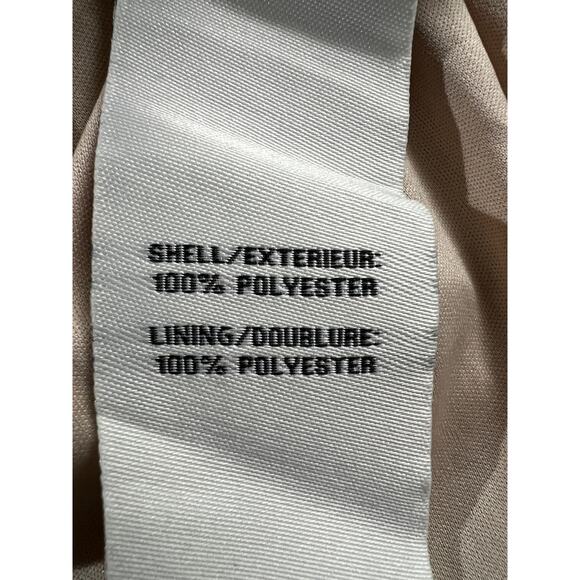 SHELL/EXTERIEUR:
100% POLYESTER
LINING/DOUBLURE:
100% POLYESTER